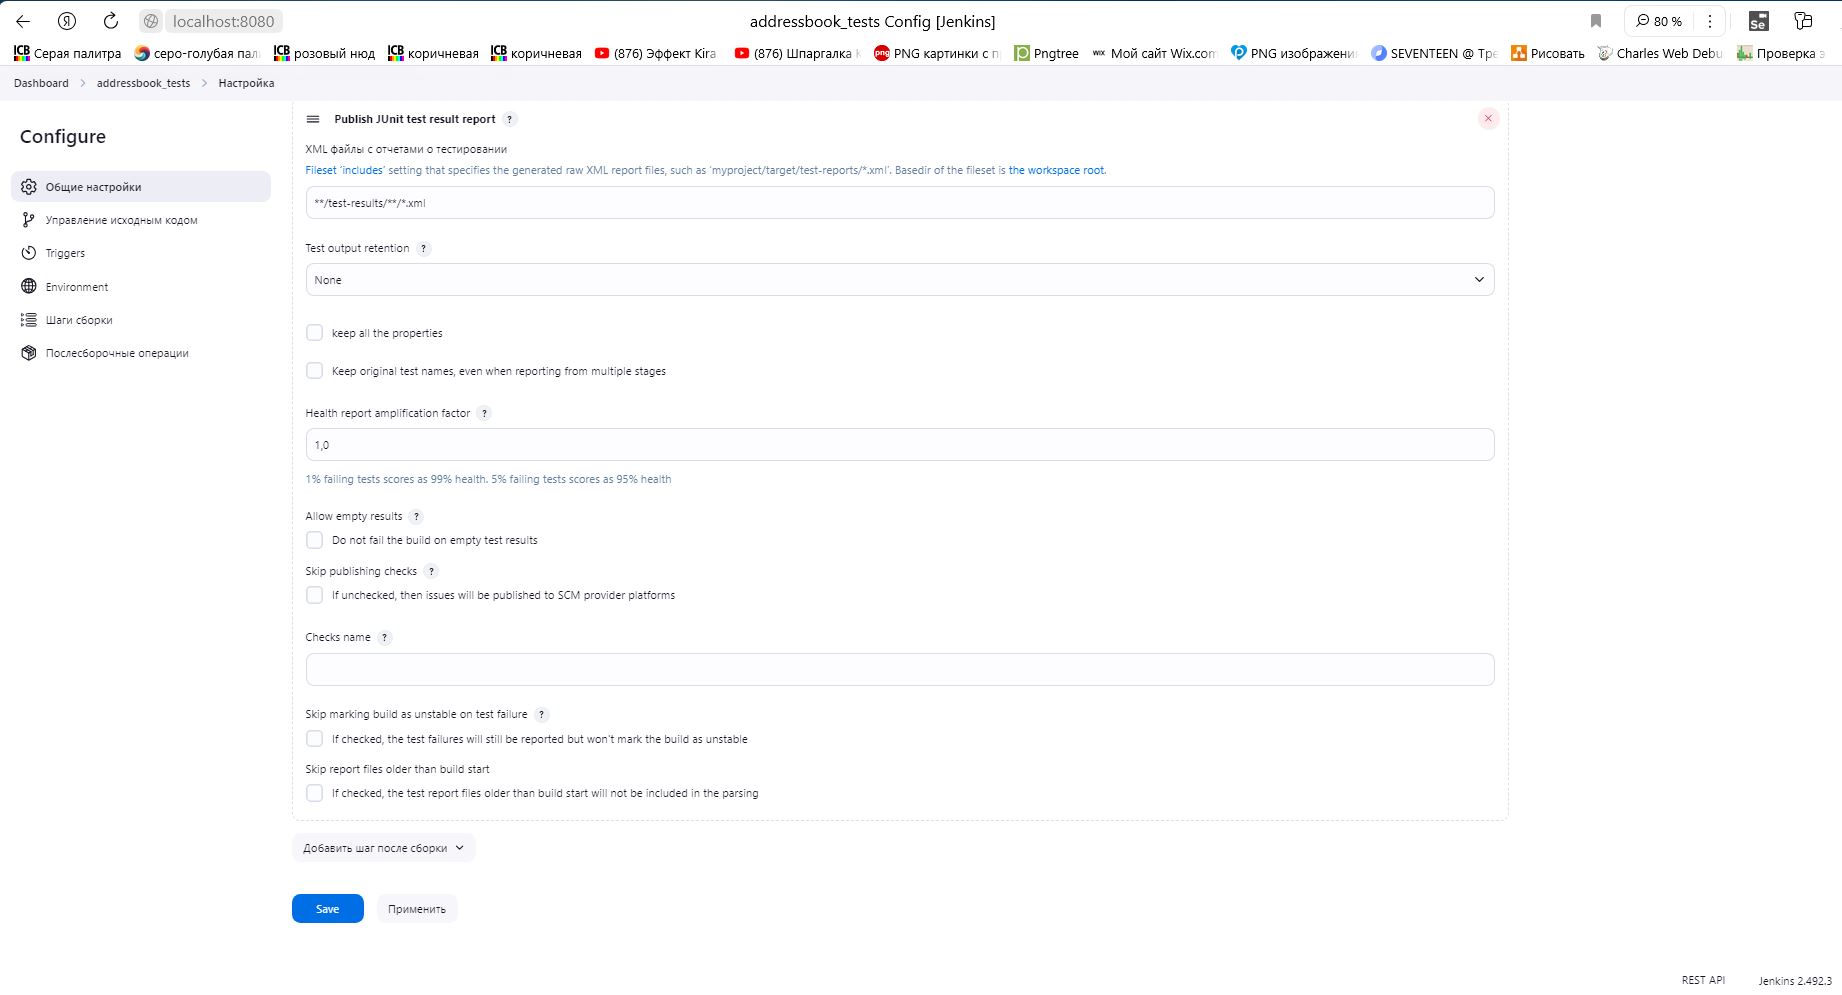 localhost:8080
addressbook_tests Config [Jenkins]
80 %
Серая палитра
серо-голубая пал
розовый нюд
коричневая
коричневая
(876) Эффект Kira
(876) Шпаргалка
PNG картинки с п
Pngtree
Мой сайт Wix.com
PNG изображени
SEVENTEEN @ Тре
Рисовать
Charles Web Debu
Проверка э
Dashboard > addressbook_tests > Настройка
Configure
Общие настройки
Управление исходным кодом
Triggers
Environment
Шаги сборки
Послесборочные операции
Publish JUnit test result report ?
XML файлы с отчетами о тестировании
Fileset 'includes' setting that specifies the generated raw XML report files, such as 'myproject/target/test-reports/*.xml'. Basedir of the fileset is the workspace root.
**/test-results/**/*.xml
Test output retention ?
None
keep all the properties
Keep original test names, even when reporting from multiple stages
Health report amplification factor ?
1,0
1% failing tests scores as 99% health. 5% failing tests scores as 95% health
Allow empty results ?
Do not fail the build on empty test results
Skip publishing checks ?
If unchecked, then issues will be published to SCM provider platforms
Checks name ?
Skip marking build as unstable on test failure ?
If checked, the test failures will still be reported but won't mark the build as unstable
Skip report files older than build start
If checked, the test report files older than build start will not be included in the parsing
Добавить шаг после сборки
Save
Применить
REST API
Jenkins 2.492.3